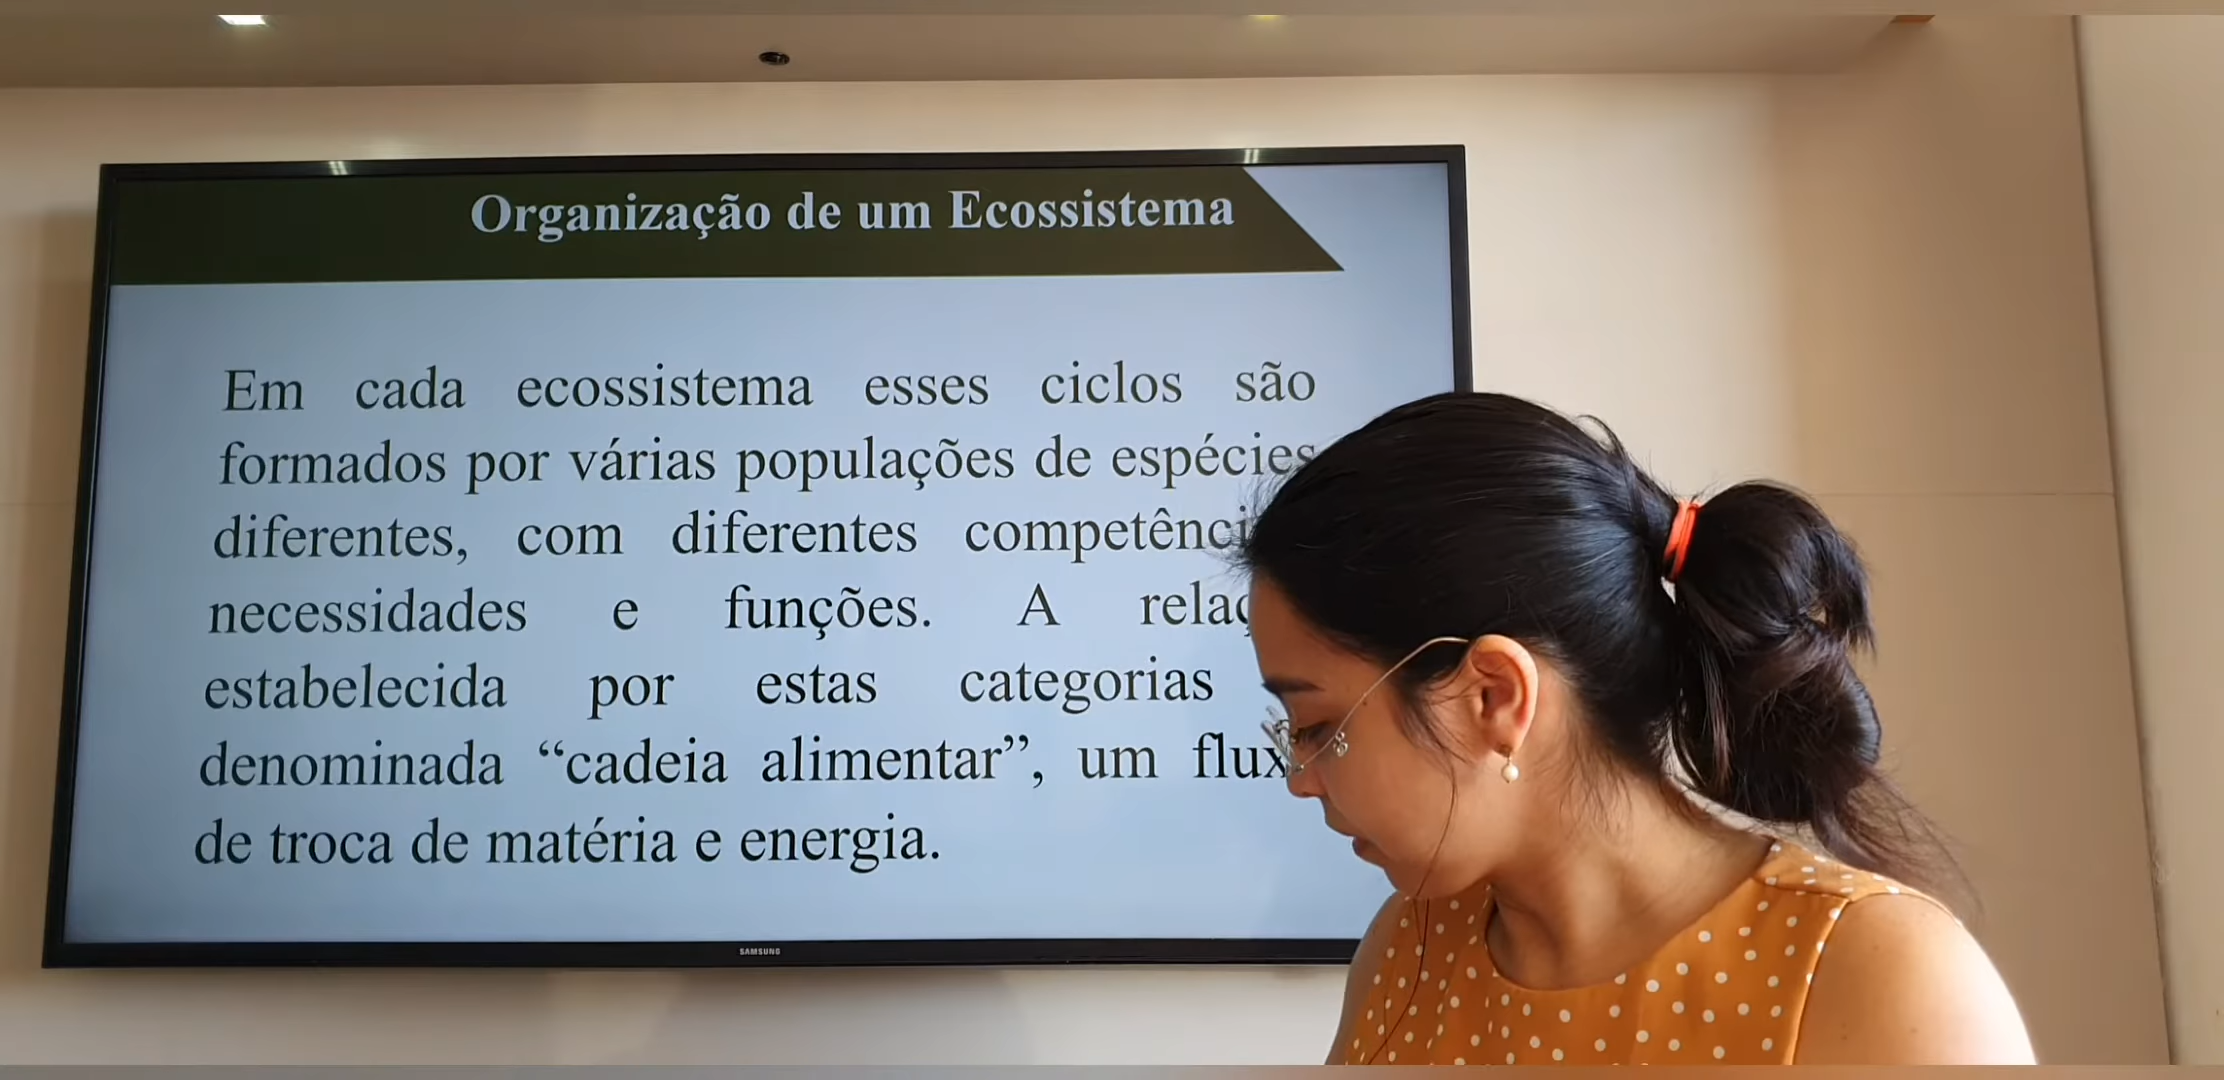 Organização de um Ecossistema
Em cada ecossistema esses ciclos são
formados por várias populações de espécies
diferentes, com diferentes
necessidades e funções. A
estabelecida por estas categorias
denominada “cadeia alimentar”, um
de troca de matéria e energia.
SAMSUNG